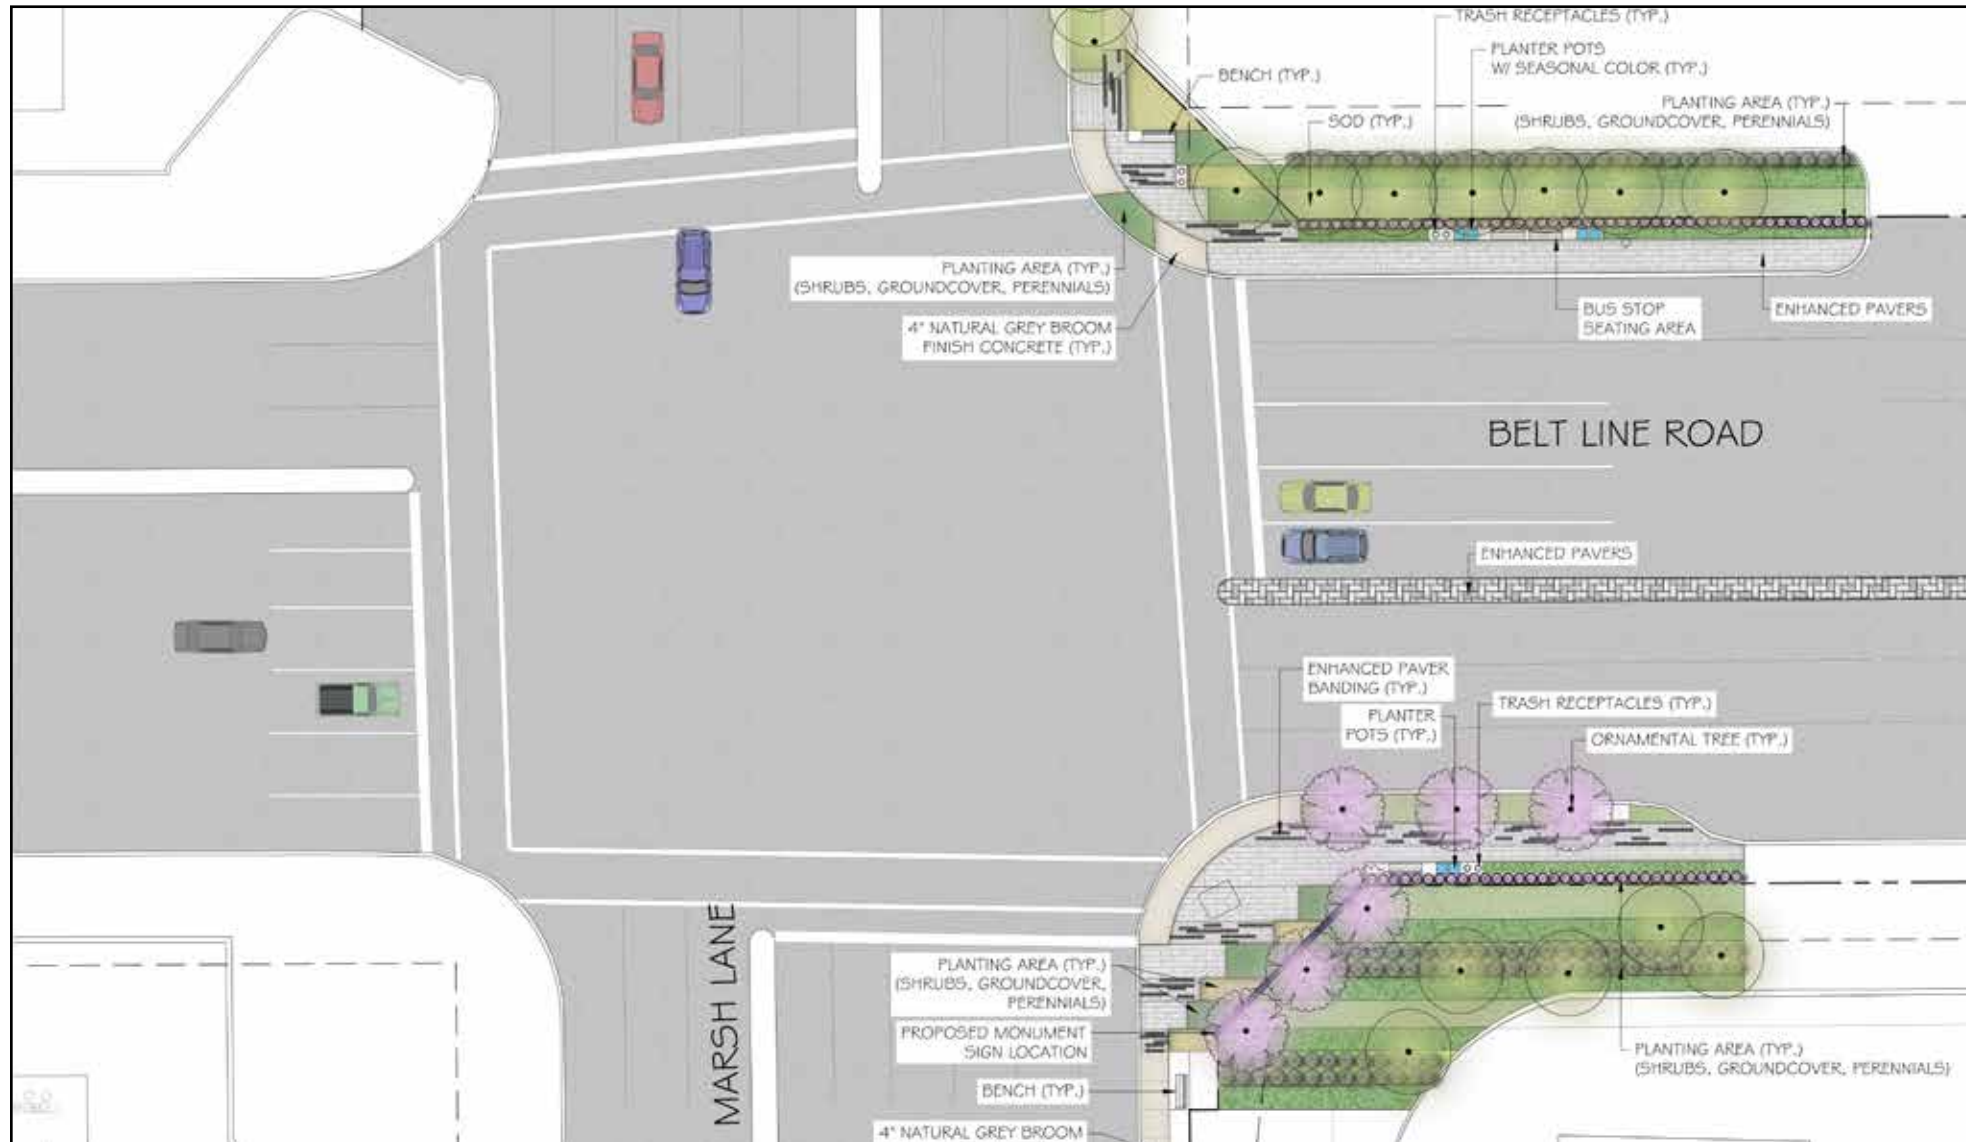 TRASH RECEPTACLES (TYP.)
PLANTER POTS
W/ SEASONAL COLOR (TYP.)
BENCH (TYP.)
PLANTING AREA (TYP.)
(SHRUBS, GROUNDCOVER, PERENNIALS)
SOD (TYP.)
PLANTING AREA (TYP.)
(SHRUBS, GROUNDCOVER, PERENNIALS)
4" NATURAL GREY BROOM
FINISH CONCRETE (TYP.)
BUS STOP
SEATING AREA
ENHANCED PAVERS
BELT LINE ROAD
ENHANCED PAVERS
ENHANCED PAVER
BANDING (TYP.)
PLANTER
POTS (TYP.)
TRASH RECEPTACLES (TYP.)
ORNAMENTAL TREE (TYP.)
MARSH LANE
PLANTING AREA (TYP.)
(SHRUBS, GROUNDCOVER,
PERENNIALS)
PROPOSED MONUMENT
SIGN LOCATION
BENCH (TYP.)
4" NATURAL GREY BROOM
PLANTING AREA (TYP.)
(SHRUBS, GROUNDCOVER, PERENNIALS)